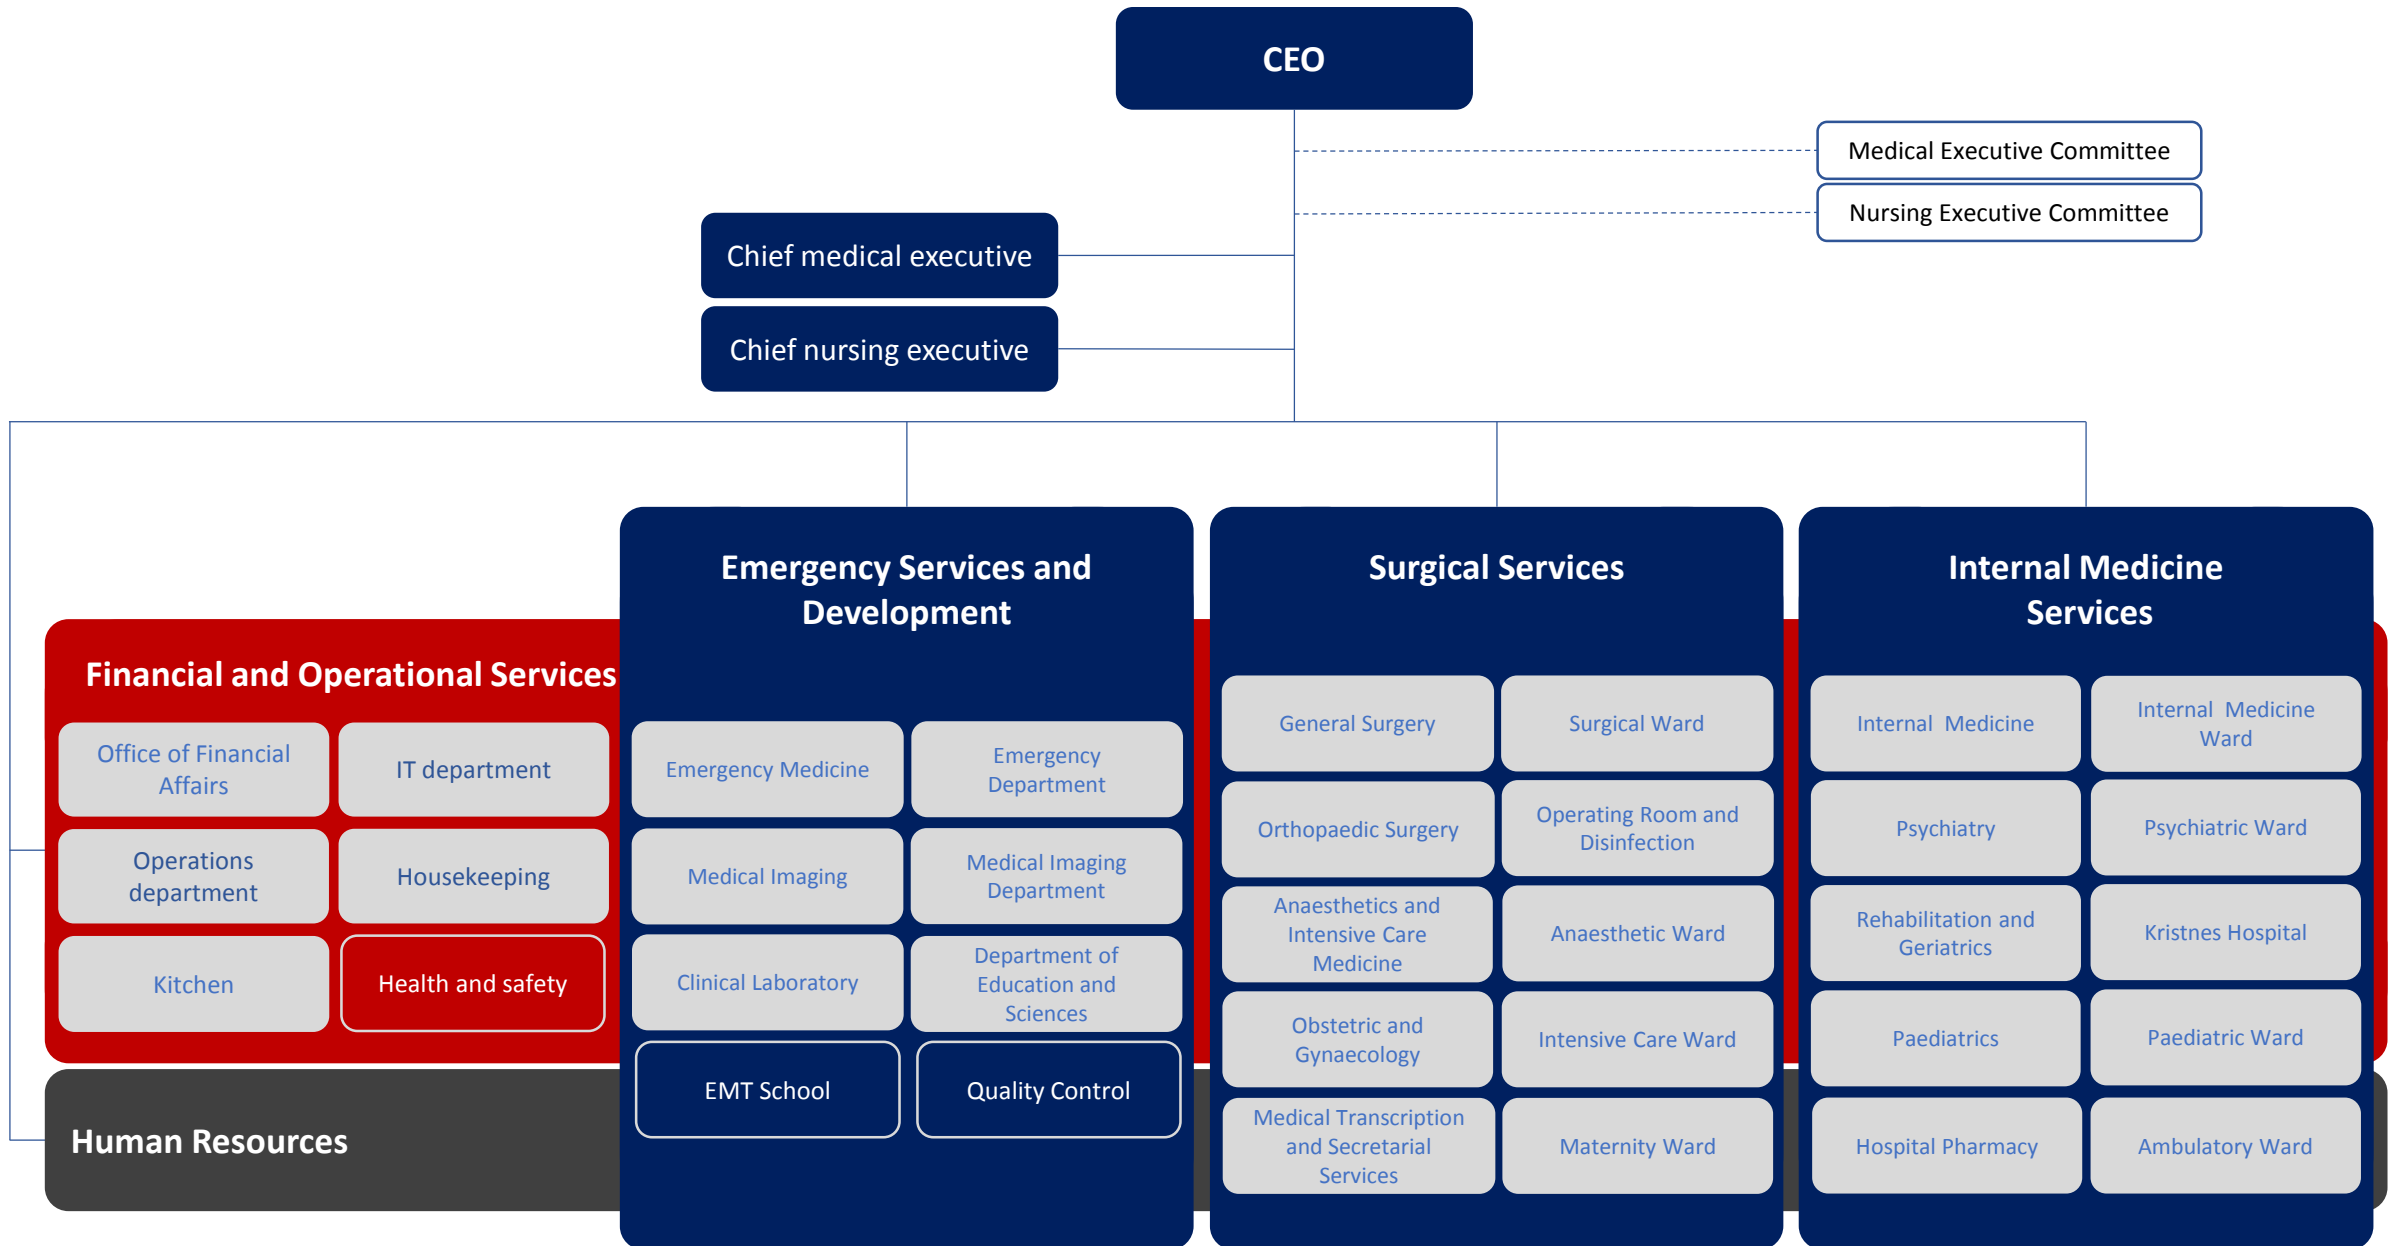 CEO
Medical Executive Committee
Nursing Executive Committee
Chief medical executive
Chief nursing executive
Financial and Operational Services
Office of Financial
Affairs
IT department
Operations
department
Housekeeping
Kitchen
Health and safety
Human Resources
Emergency Services and
Development
Emergency Medicine
Emergency
Department
Medical Imaging
Medical Imaging
Department
Clinical Laboratory
Department of
Education and
Sciences
EMT School
Quality Control
Surgical Services
General Surgery
Surgical Ward
Orthopaedic Surgery
Operating Room and
Disinfection
Anaesthetics and
Intensive Care
Medicine
Anaesthetic Ward
Obstetric and
Gynaecology
Intensive Care Ward
Medical Transcription
and Secretarial
Services
Maternity Ward
Internal Medicine
Services
Internal  Medicine
Internal  Medicine
Ward
Psychiatry
Psychiatric Ward
Rehabilitation and
Geriatrics
Kristnes Hospital
Paediatrics
Paediatric Ward
Hospital Pharmacy
Ambulatory Ward